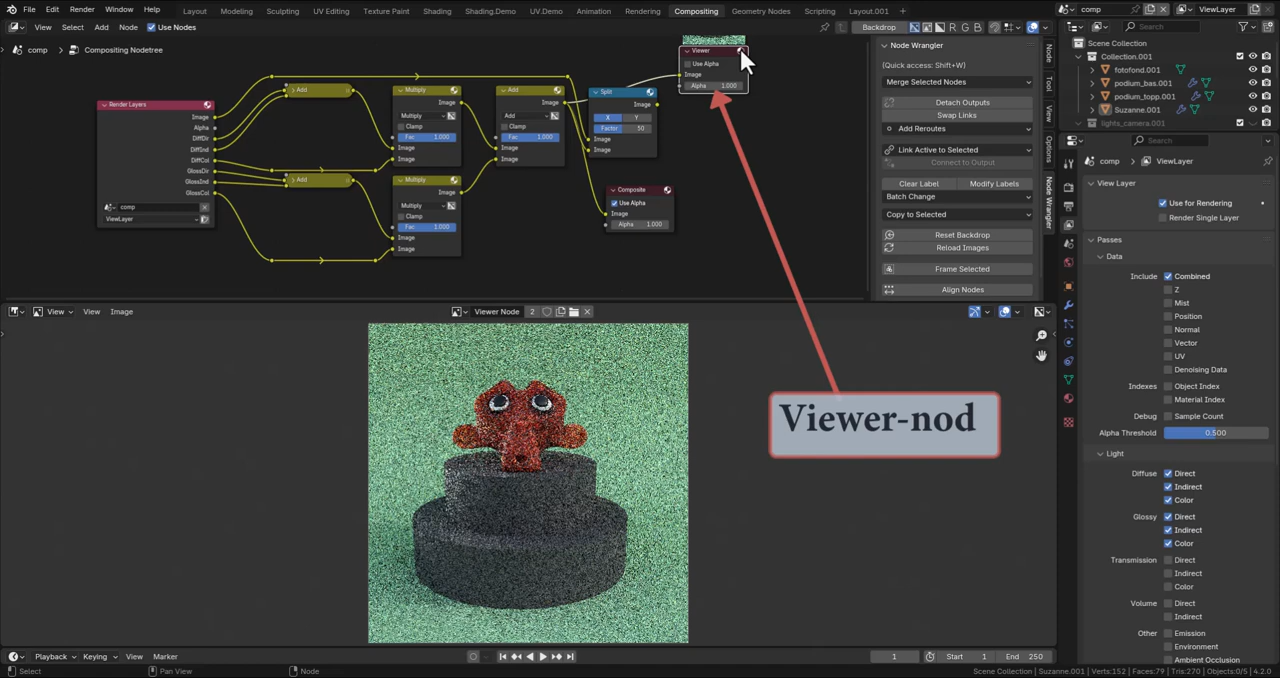 File Edit Render Window Help Layout Modeling Sculpting UV Editing Texture Paint Shading Shading.Demo UV.Demo Animation Rendering Compositing Geometry Nodes Scripting Layout.001 comp ViewLayer
View Select Add Node Use Nodes Backdrop R G B Search
comp Compositing Nodetree
Render Layers
Image
Alpha
DiffDir
DiffInd
DiffCol
GlossDir
GlossInd
GlossCol
comp
ViewLayer
Add
Add
Multiply
Image
Multiply
Clamp
Fac 1.000
Image
Image
Multiply
Image
Multiply
Clamp
Fac 1.000
Image
Image
Add
Image
Add
Clamp
Fac 1.000
Image
Image
Split
Image
X Y
Factor 50
Image
Image
Composite
Use Alpha
Image
Alpha 1.000
Viewer
Use Alpha
Image
Alpha 1.000
Node Wrangler
(Quick access: Shift+W)
Merge Selected Nodes
Detach Outputs
Swap Links
Add Reroutes
Link Active to Selected
Connect to Output
Clear Label Modify Labels
Batch Change
Copy to Selected
Reset Backdrop
Reload Images
Frame Selected
Align Nodes
Node
Tool
View
Options
Node Wrangler
Scene Collection
Collection.001
fotofond.001
podium_bas.001
podium_topp.001
Suzanne.001
lights_camera.001
Search
comp ViewLayer
View Layer
Use for Rendering
Render Single Layer
Passes
Data
Include Combined
Z
Mist
Position
Normal
Vector
UV
Denoising Data
Indexes Object Index
Material Index
Debug Sample Count
Alpha Threshold 0.500
Light
Diffuse Direct
Indirect
Color
Glossy Direct
Indirect
Color
Transmission Direct
Indirect
Color
Volume Direct
Indirect
Other Emission
Environment
Ambient Occlusion
View View Image Viewer Node 2
Viewer-nod
Playback Keying View Marker 1 Start 1 End 250
Select Pan View Node Scene Collection | Suzanne.001 | Verts:152 | Faces:79 | Tris:270 | Objects:0/5 | 4.2.0